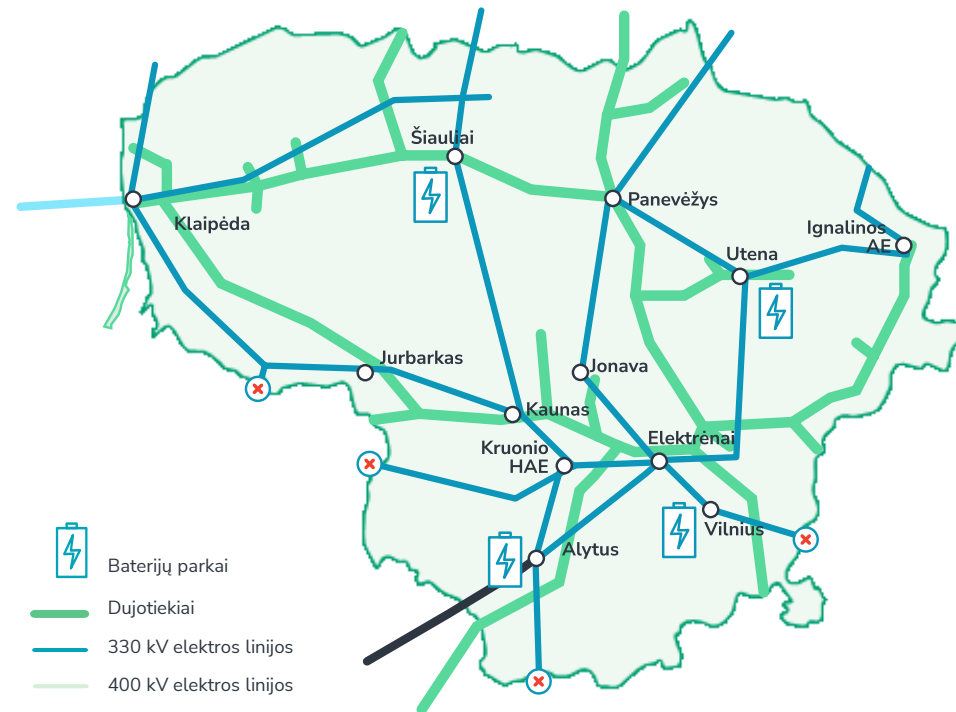 Šiauliai
Klaipėda
Panevėžys
Ignalinos
AE
Utena
Jurbarkas
Jonava
Kaunas
Kruonio
HAE
Elektrėnai
Vilnius
Alytus
Baterijų parkai
Dujotiekiai
330 kV elektros linijos
400 kV elektros linijos